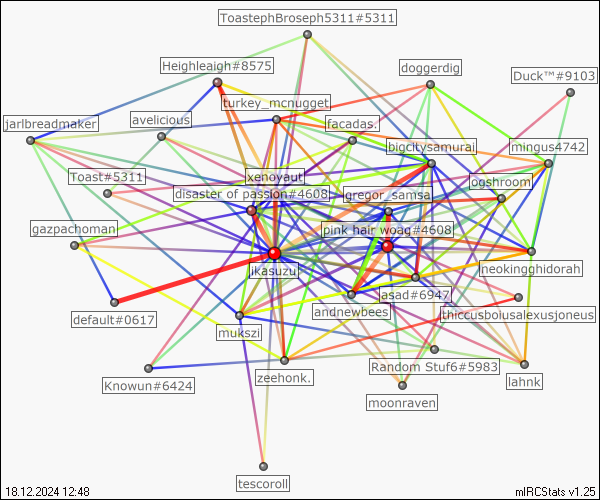 ToastephBroseph5311#5311
Heighleaigh#8575
doggerdig
Duck™#9103
turkey_mcnugget
jarlbreadmaker
avelicious
facadas.
bigcitysamurai
mingus4742
xenoyaut
Toast#5311
disaster of passion#4608
gregor_samsa
ogshroom
gazpachoman
pink hair woag#4608
ikasuzu
neokingghidorah
asad#6947
default#0617
andnewbees
thiccusboiusalexusjoneus
mukszi
Random Stuf6#5983
zeehonk.
lahnk
Knowun#6424
moonraven
tescoroll
18.12.2024 12:48
mIRCStats v1.25